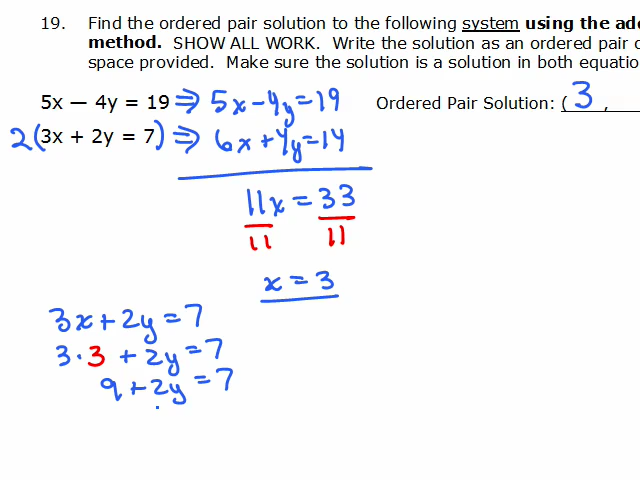 19. Find the ordered pair solution to the following system using the
method. SHOW ALL WORK. Write the solution as an ordered pair
space provided. Make sure the solution is a solution in both
5x − 4y = 19 ⇒ 5x-4y=19
2(3x + 2y = 7) ⇒ 6x+4y=14
Ordered Pair Solution: ( 3 ,
11x = 33
11 11
x = 3
3x+2y=7
3·3 + 2y=7
9+2y=7